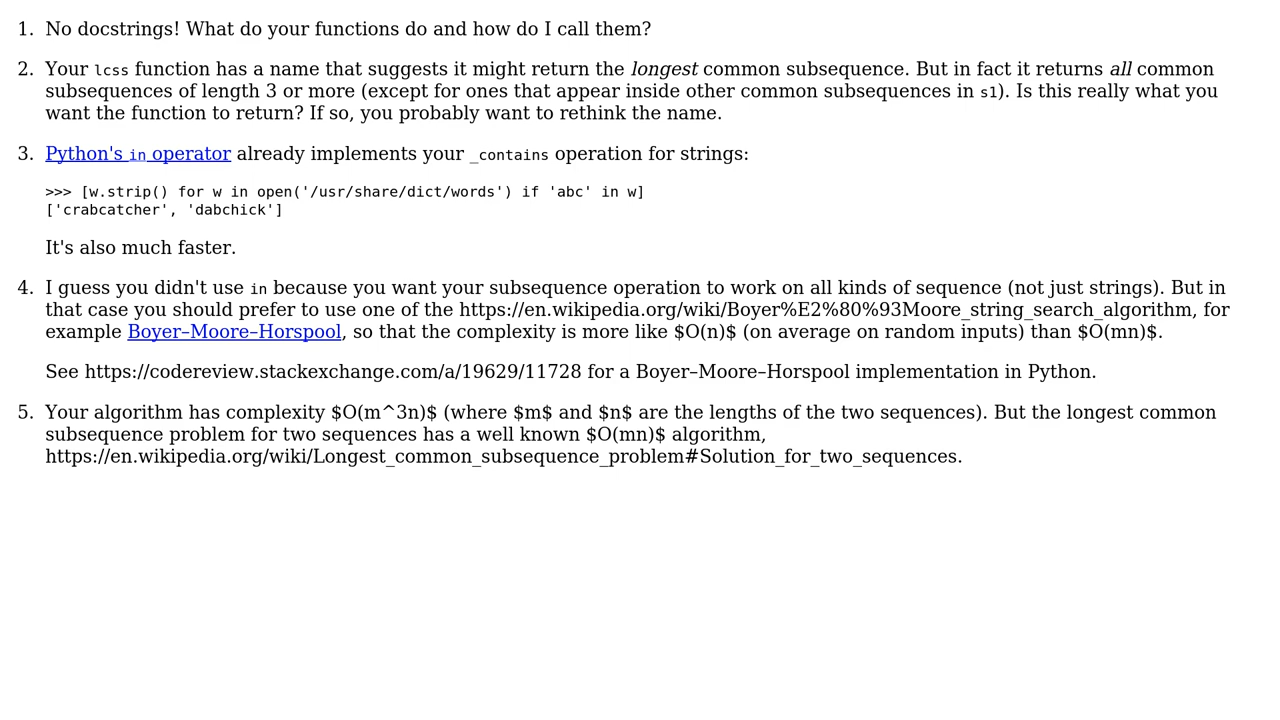 1. No docstrings! What do your functions do and how do I call them?
2. Your lcss function has a name that suggests it might return the longest common subsequence. But in fact it returns all common
subsequences of length 3 or more (except for ones that appear inside other common subsequences in s1). Is this really what you
want the function to return? If so, you probably want to rethink the name.
3. Python's in operator already implements your _contains operation for strings:
>>> [w.strip() for w in open('/usr/share/dict/words') if 'abc' in w]
['crabcatcher', 'dabchick']
It's also much faster.
4. I guess you didn't use in because you want your subsequence operation to work on all kinds of sequence (not just strings). But in
that case you should prefer to use one of the https://en.wikipedia.org/wiki/Boyer%E2%80%93Moore_string_search_algorithm, for
example Boyer–Moore–Horspool, so that the complexity is more like $O(n)$ (on average on random inputs) than $O(mn)$.
See https://codereview.stackexchange.com/a/19629/11728 for a Boyer–Moore–Horspool implementation in Python.
5. Your algorithm has complexity $O(m^3n)$ (where $m$ and $n$ are the lengths of the two sequences). But the longest common
subsequence problem for two sequences has a well known $O(mn)$ algorithm,
https://en.wikipedia.org/wiki/Longest_common_subsequence_problem#Solution_for_two_sequences.